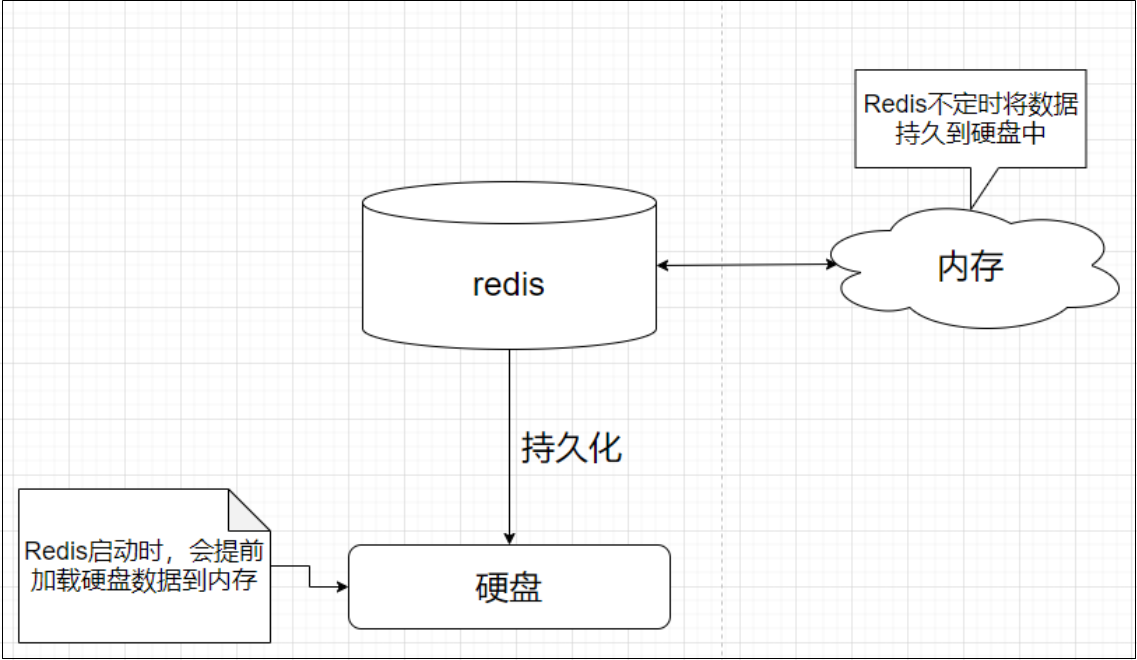 Redis不定时将数据
持久到硬盘中
redis
内存
持久化
Redis启动时，会提前
加载硬盘数据到内存
硬盘